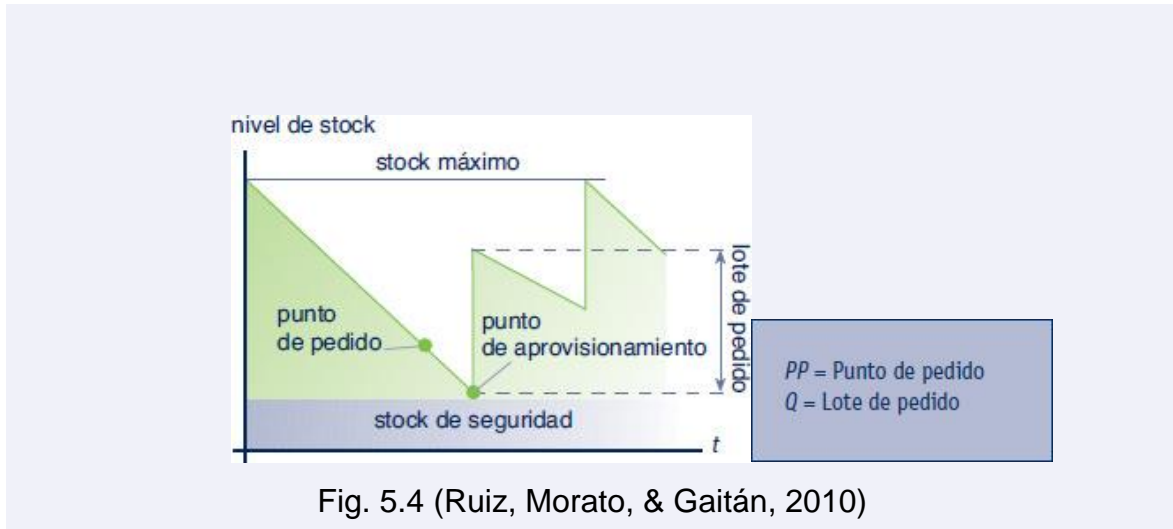 nivel de stock
stock máximo
punto
de pedido
punto
de aprovisionamiento
lote de pedido
stock de seguridad
t
PP = Punto de pedido
Q = Lote de pedido
Fig. 5.4 (Ruiz, Morato, & Gaitán, 2010)